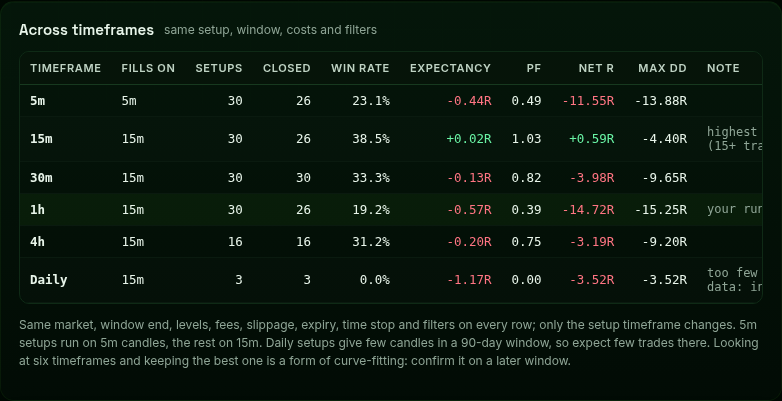 Across timeframes same setup, window, costs and filters
TIMEFRAME FILLS ON SETUPS CLOSED WIN RATE EXPECTANCY PF NET R MAX DD NOTE
5m 5m 30 26 23.1% -0.44R 0.49 -11.55R -13.88R
15m 15m 30 26 38.5% +0.02R 1.03 +0.59R -4.40R highest
(15+ tra
30m 15m 30 30 33.3% -0.13R 0.82 -3.98R -9.65R
1h 15m 30 26 19.2% -0.57R 0.39 -14.72R -15.25R your run
4h 15m 16 16 31.2% -0.20R 0.75 -3.19R -9.20R
Daily 15m 3 3 0.0% -1.17R 0.00 -3.52R -3.52R too few
data: in
Same market, window end, levels, fees, slippage, expiry, time stop and filters on every row; only the setup timeframe changes. 5m
setups run on 5m candles, the rest on 15m. Daily setups give few candles in a 90-day window, so expect few trades there. Looking
at six timeframes and keeping the best one is a form of curve-fitting: confirm it on a later window.